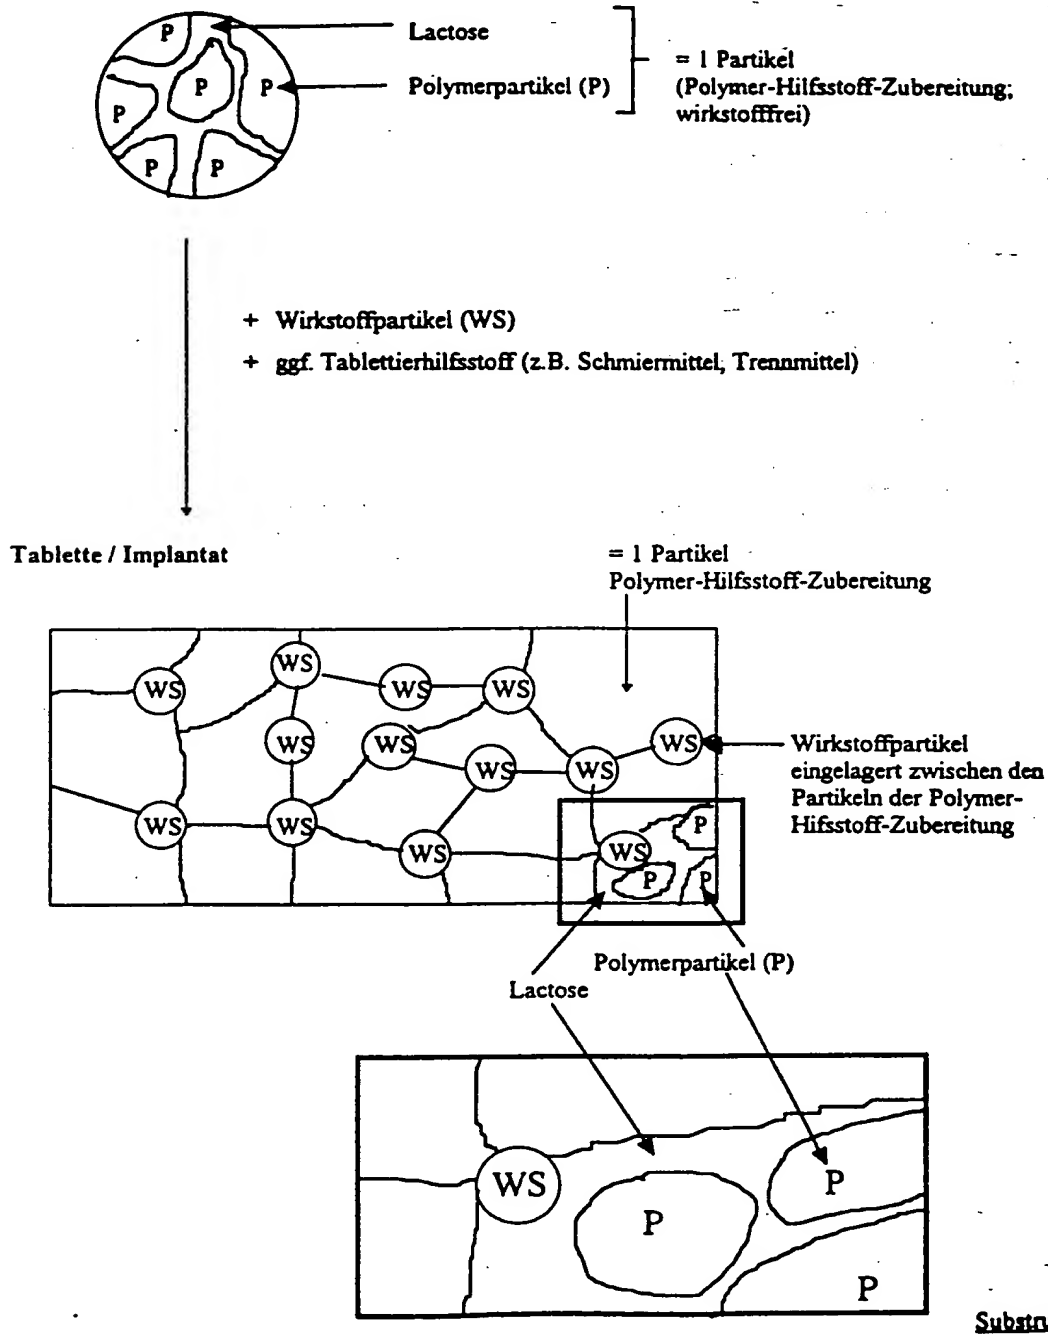 P
Lactose
P
P
Polymerpartikel (P)
P
P
P
= 1 Partikel
(Polymer-Hilfsstoff-Zubereitung;
wirkstofffrei)
+ Wirkstoffpartikel (WS)
+ ggf. Tablettierhilfsstoff (z.B. Schmiermittel, Trennmittel)
Tablette / Implantat
= 1 Partikel
Polymer-Hilfsstoff-Zubereitung
WS
WS
WS
WS
WS
WS
WS
WS
WS
Wirkstoffpartikel
eingelagert zwischen den
Partikeln der Polymer-
Hifsstoff-Zubereitung
WS
WS
WS
WS
P
P
P
Polymerpartikel (P)
Lactose
WS
P
P
P